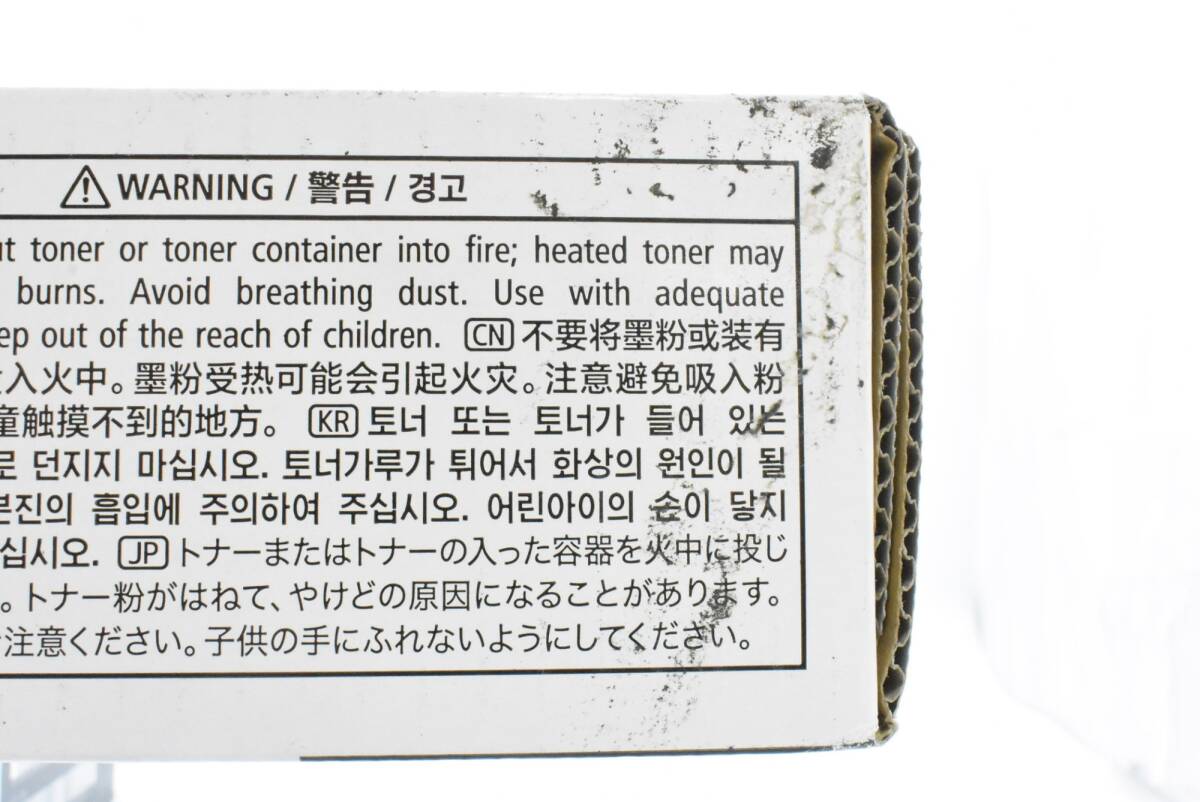 WARNING / 警告 / 경고
toner or toner container into fire; heated toner may
burns. Avoid breathing dust. Use with adequate
out of the reach of children. CN 不要将墨粉或装有
入火中。墨粉受热可能会引起火灾。注意避免吸入粉
童触摸不到的地方。 KR 토너 또는 토너가 들어 있는
로 던지지 마십시오. 토너가루가 튀어서 화상의 원인이 될
분진의 흡입에 주의하여 주십시오. 어린아이의 손이 닿지
십시오. JP トナーまたはトナーの入った容器を火中に投じ
。トナー粉がはねて、やけどの原因になることがあります。
注意ください。子供の手にふれないようにしてください。